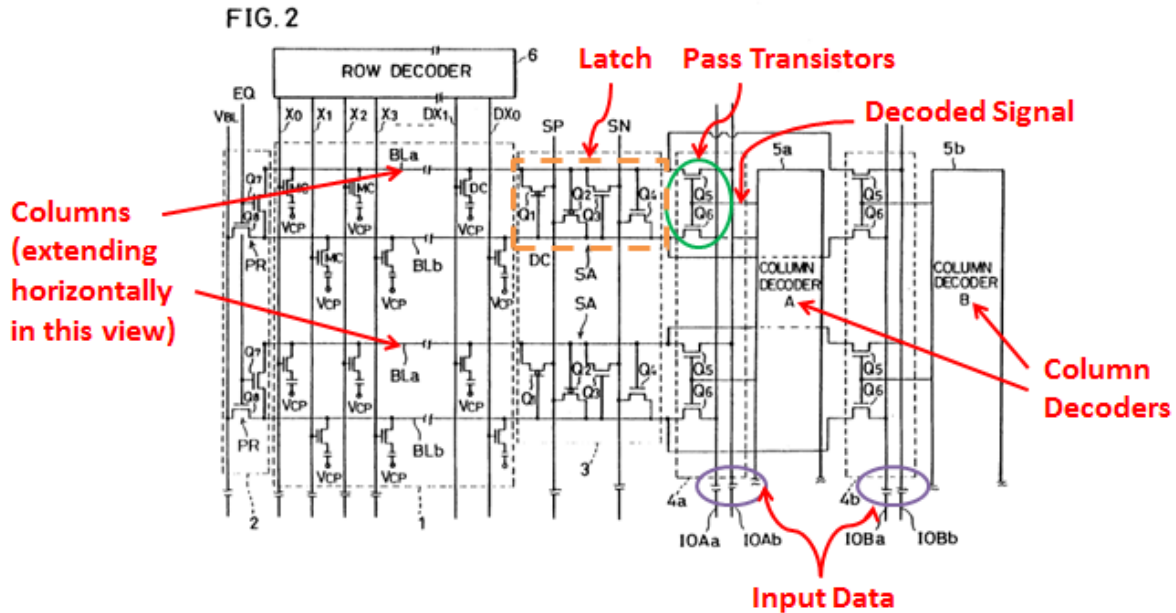 FIG. 2
ROW DECODER
6
Latch
Pass Transistors
Decoded Signal
EQ
VBL
X0
X1
X2
X3
DX1
DX0
SP
SN
5a
5b
BLa
Q7
Q8
MC
MC
DC
Q1
Q2
Q3
Q4
Q5
Q6
Q5
Q6
VCP
VCP
VCP
Columns
(extending
horizontally
in this view)
PR
MC
BLb
DC
SA
VCP
VCP
VCP
SA
COLUMN
DECODER
A
COLUMN
DECODER
B
Q7
Q8
BLa
Q1
Q2
Q3
Q4
Q5
Q6
Q5
Q6
VCP
VCP
VCP
Column
Decoders
PR
BLb
VCP
VCP
VCP
3
4a
4b
2
1
IOAa
IOAb
IOBa
IOBb
Input Data